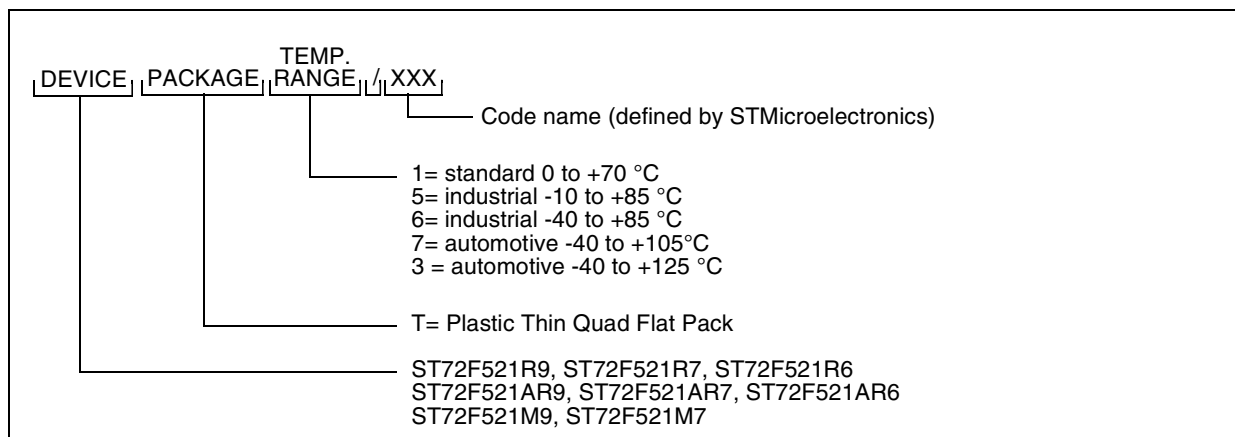 TEMP.
DEVICE PACKAGE RANGE / XXX
Code name (defined by STMicroelectronics)
1= standard 0 to +70 °C
5= industrial -10 to +85 °C
6= industrial -40 to +85 °C
7= automotive -40 to +105°C
3 = automotive -40 to +125 °C
T= Plastic Thin Quad Flat Pack
ST72F521R9, ST72F521R7, ST72F521R6
ST72F521AR9, ST72F521AR7, ST72F521AR6
ST72F521M9, ST72F521M7